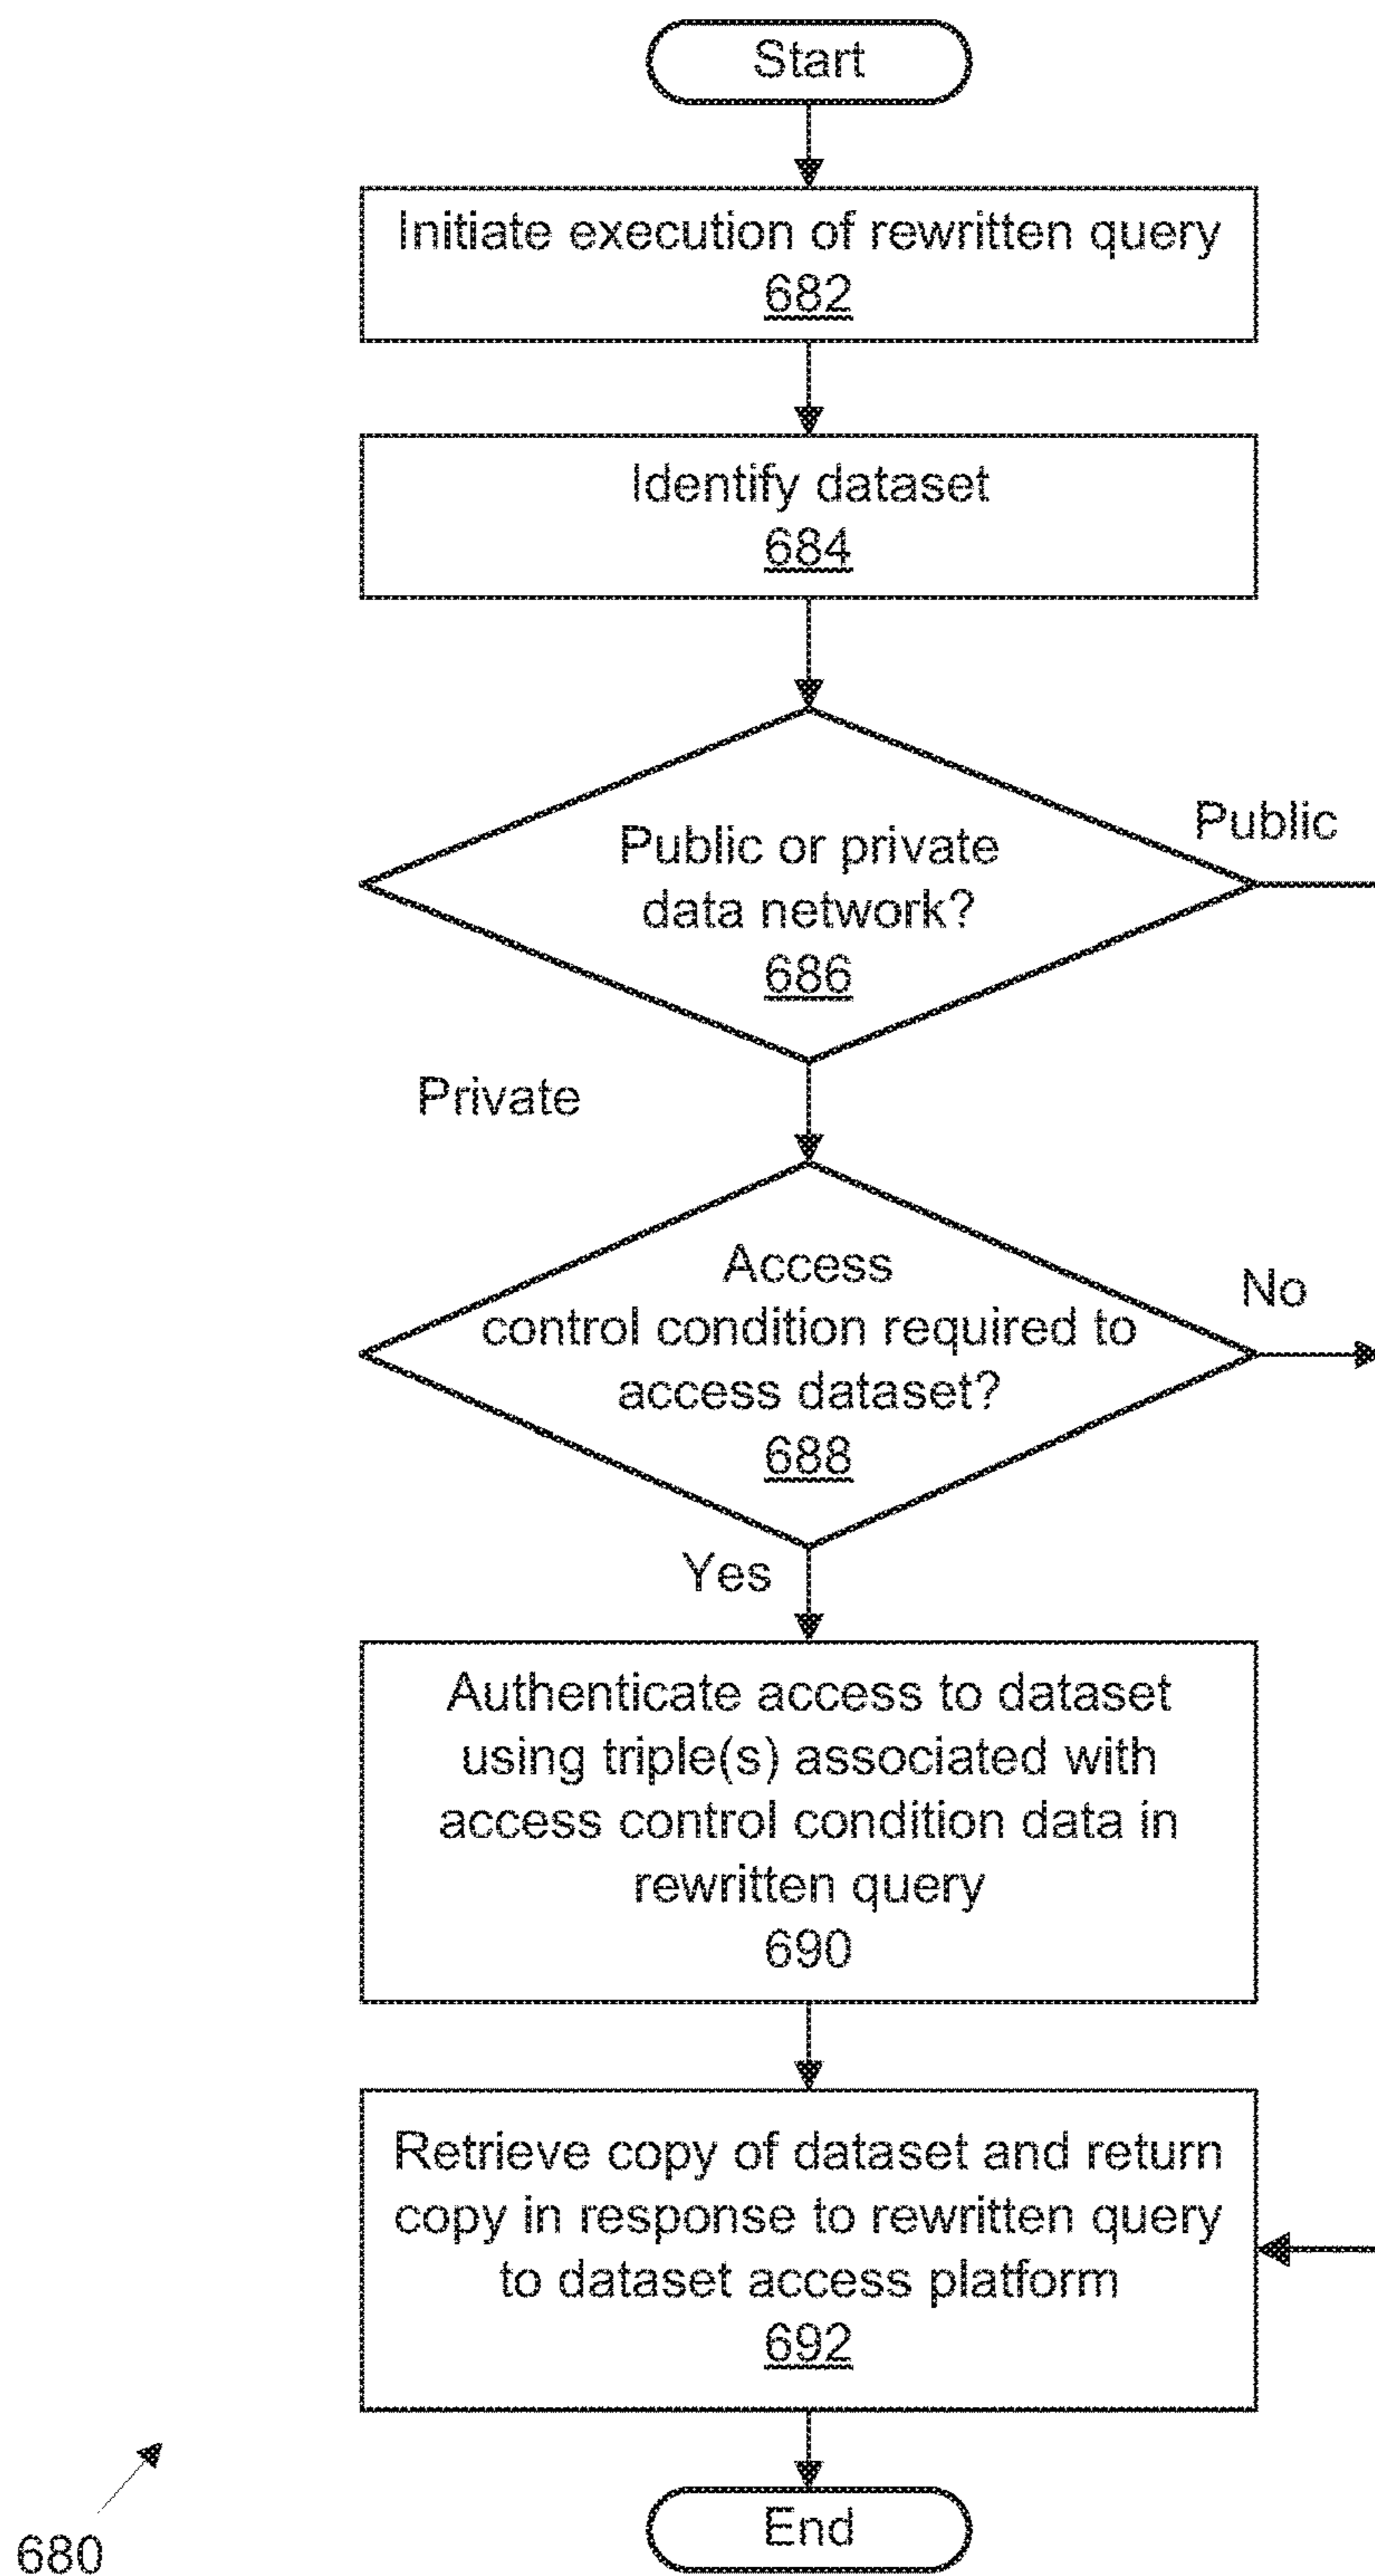 Start
Initiate execution of rewritten query
682
Identify dataset
684
Public or private
data network?
686
Public
Private
Access
control condition required to
access dataset?
688
No
Yes
Authenticate access to dataset
using triple(s) associated with
access control condition data in
rewritten query
690
Retrieve copy of dataset and return
copy in response to rewritten query
to dataset access platform
692
End
680